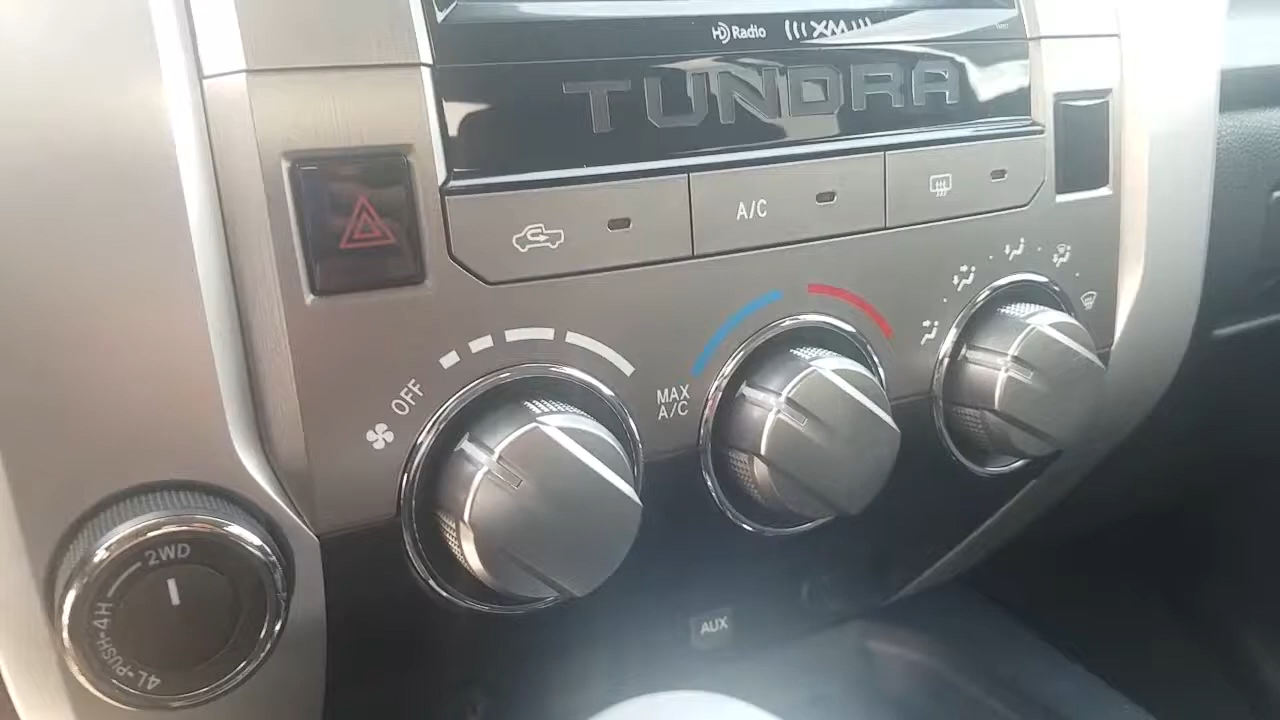 HD Radio XM
TUNDRA
A/C
OFF
MAX
A/C
2WD
4L-PUSH-4H
AUX